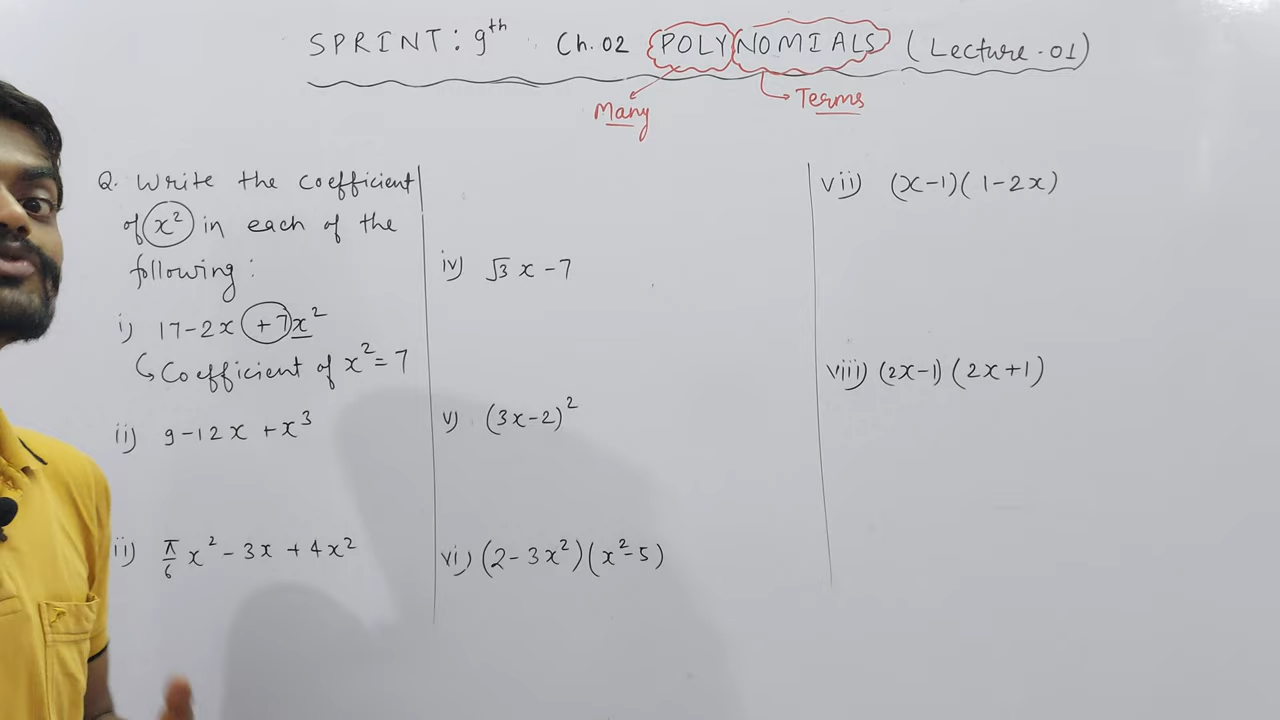 SPRINT: 9th Ch. 02 POLYNOMIALS (Lecture-01)
Many
Terms
Q. Write the coefficient
of x² in each of the
following:
i) 17-2x +7x²
↳ Coefficient of x² = 7
ii) 9-12x +x³
ii) π/6 x² - 3x + 4x²
iv) √3 x - 7
v) (3x-2)²
vi) (2-3x²)(x²-5)
vii) (x-1)(1-2x)
viii) (2x-1)(2x+1)